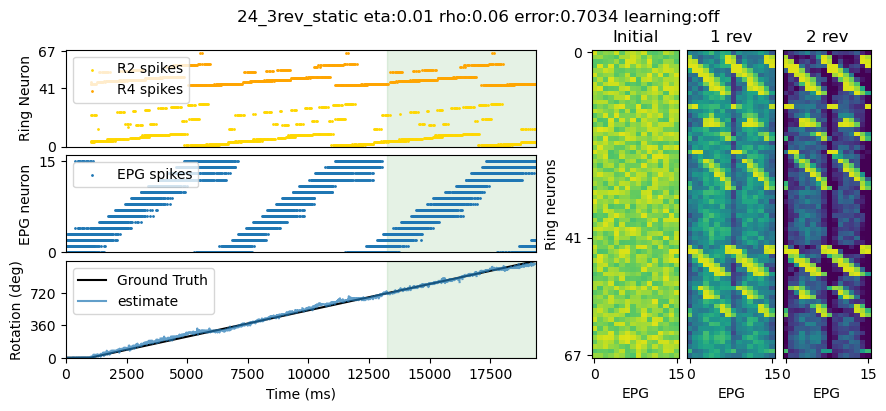 24_3rev_static eta:0.01 rho:0.06 error:0.7034 learning:off
Ring Neuron
67
41
0
R2 spikes
R4 spikes
EPG neuron
15
0
EPG spikes
Rotation (deg)
720
360
0
Ground Truth
estimate
0 2500 5000 7500 10000 12500 15000 17500
Time (ms)
Initial 1 rev 2 rev
Ring neurons
0
41
67
0 15 0 15 0 15
EPG EPG EPG